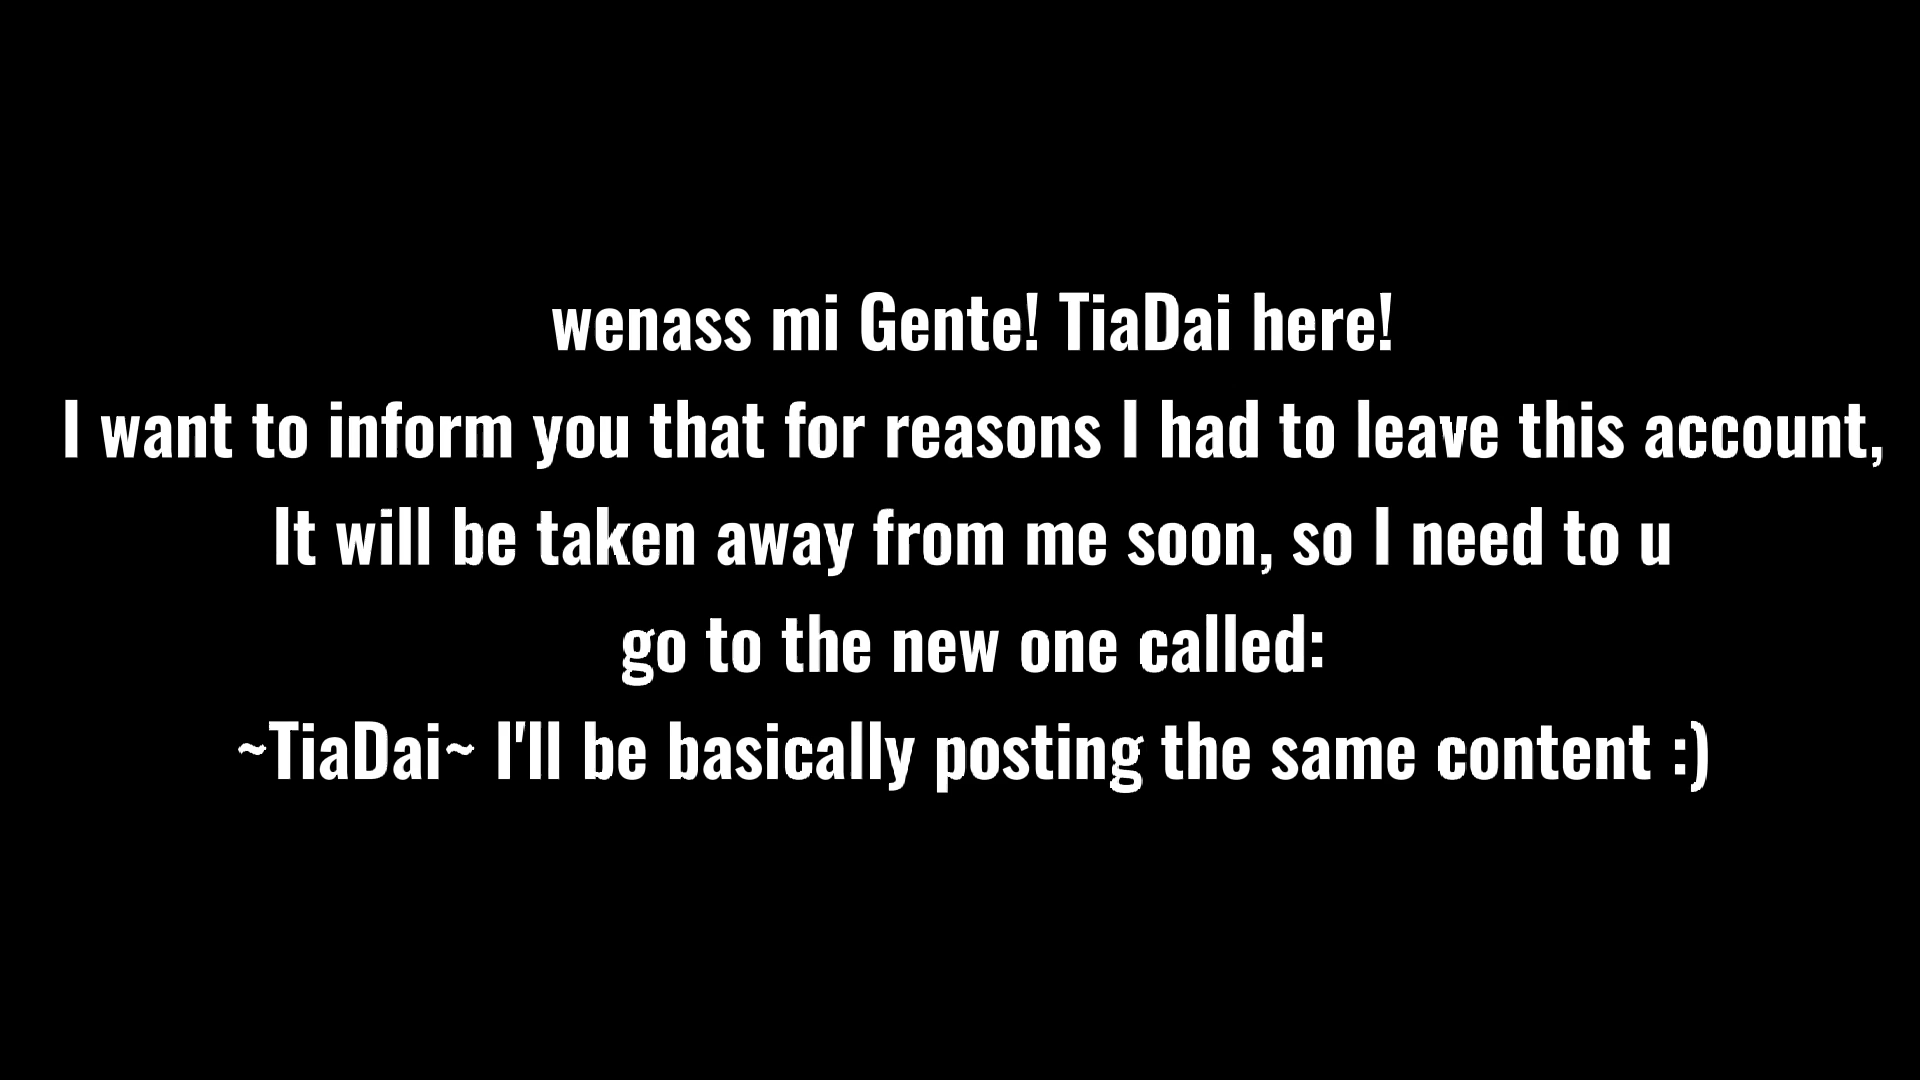 wenass mi Gente! TiaDai here!
I want to inform you that for reasons I had to leave this account,
It will be taken away from me soon, so I need to u
go to the new one called:
~TiaDai~ I'll be basically posting the same content :)